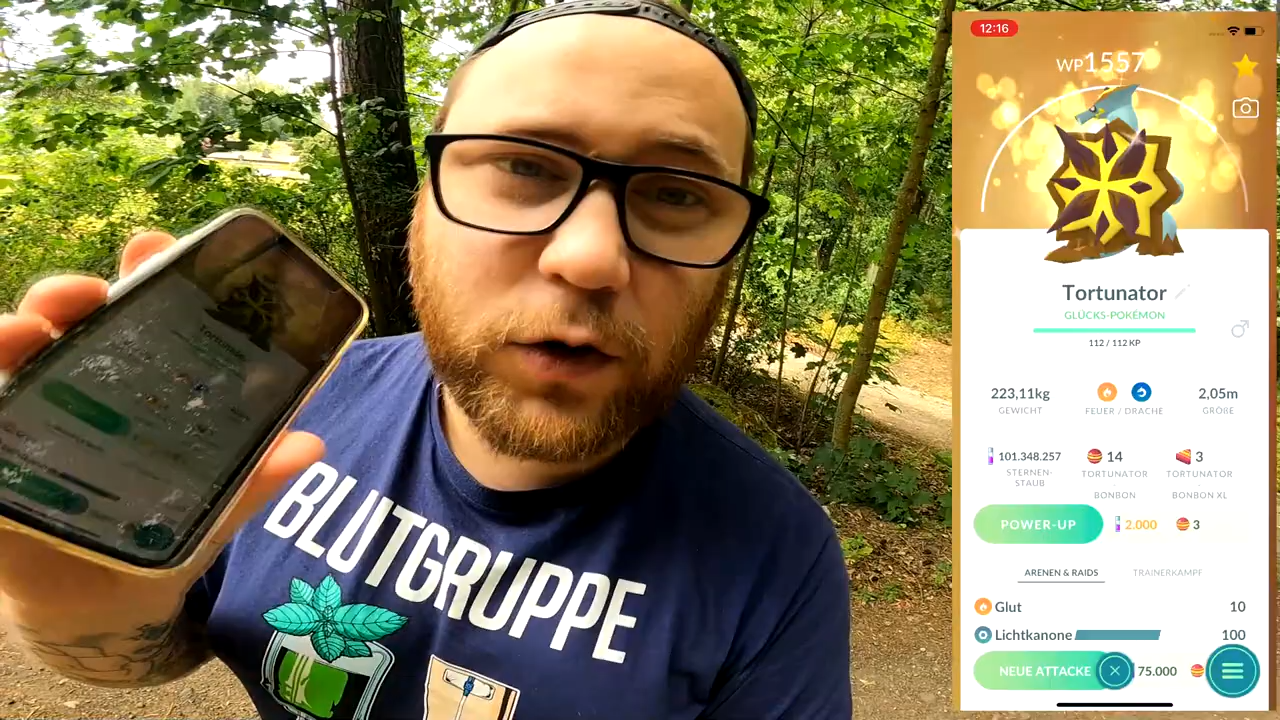 BLUTGRUPPE
Tortunator
12:16
WP1557
Tortunator
GLÜCKS-POKÉMON
112 / 112 KP
223,11kg
GEWICHT
FEUER / DRACHE
2,05m
GRÖßE
101.348.257
STERNEN-
STAUB
14
TORTUNATOR
-
BONBON
3
TORTUNATOR
-
BONBON XL
POWER-UP
2.000
3
ARENEN & RAIDS
TRAINERKAMPF
Glut
10
Lichtkanone
100
NEUE ATTACKE
75.000